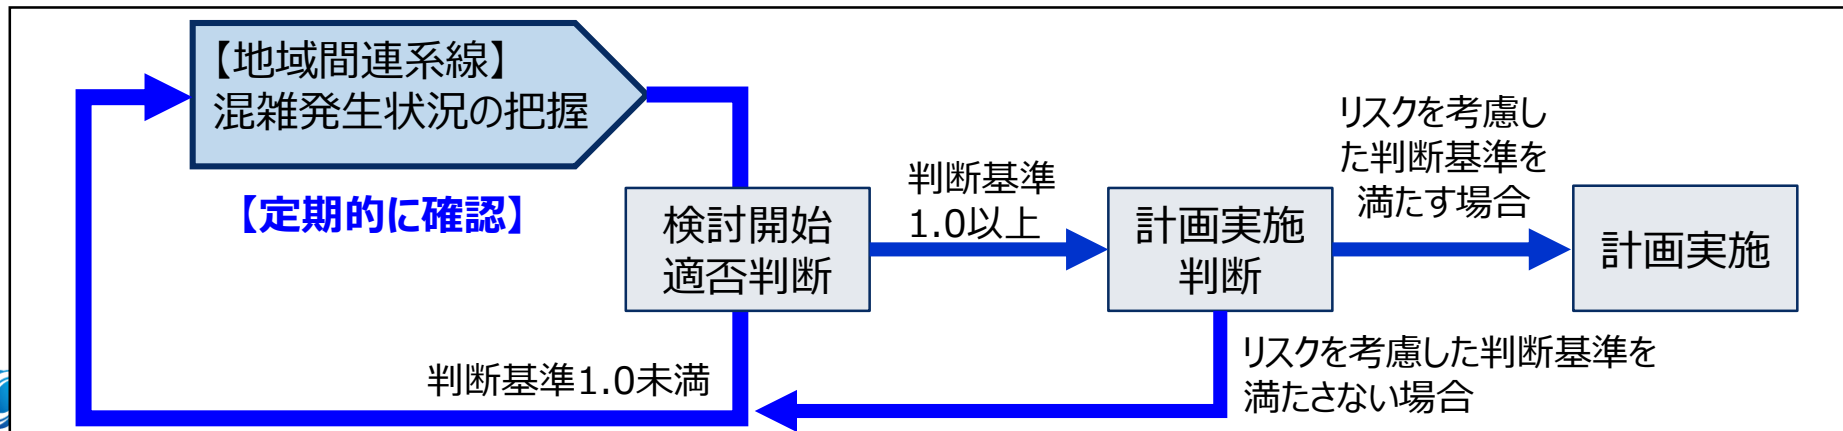 【地域間連系線】
混雑発生状況の把握
【定期的に確認】
検討開始
適否判断
判断基準
1.0以上
計画実施
判断
リスクを考慮し
た判断基準を
満たす場合
計画実施
判断基準1.0未満
リスクを考慮した判断基準を
満たさない場合